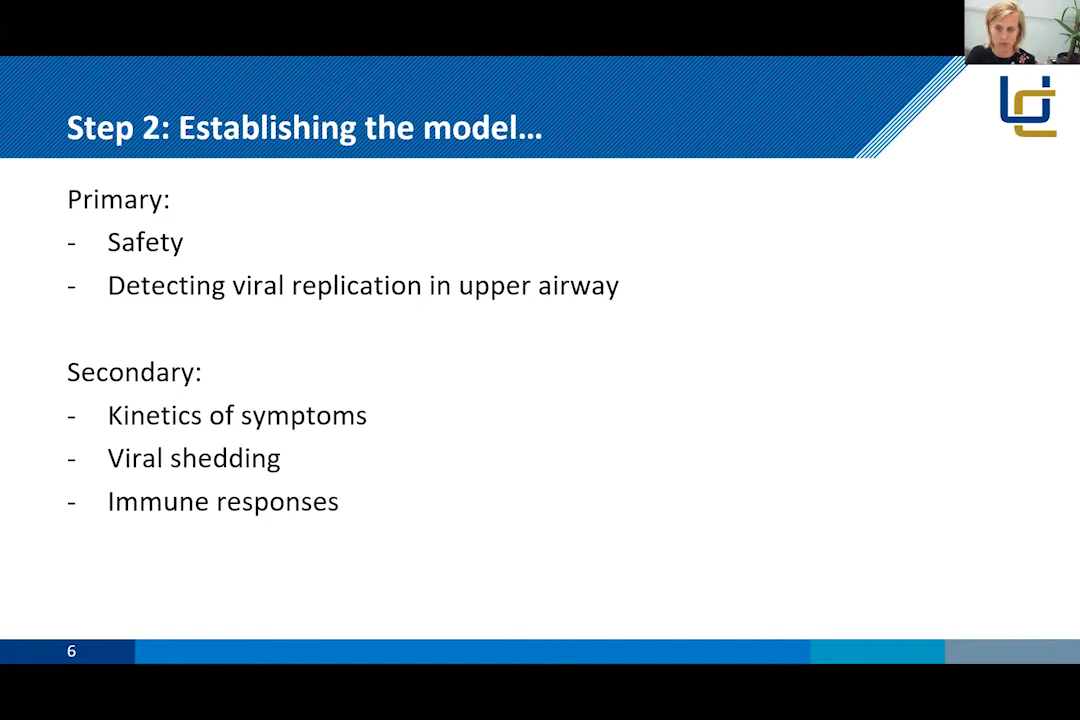 Step 2: Establishing the model...
Primary:
- Safety
- Detecting viral replication in upper airway
Secondary:
- Kinetics of symptoms
- Viral shedding
- Immune responses
6